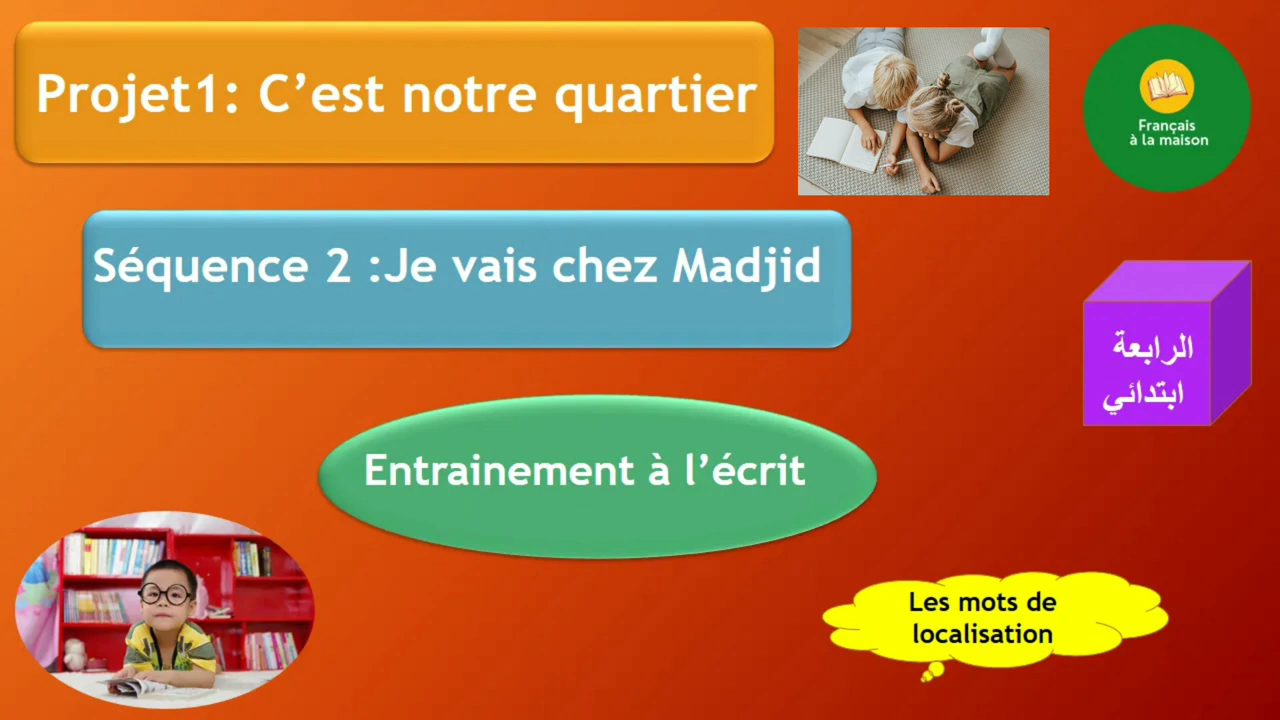 Projet1: C’est notre quartier
Français
à la maison
Séquence 2 :Je vais chez Madjid
الرابعة
ابتدائي
Entrainement à l’écrit
Les mots de
localisation